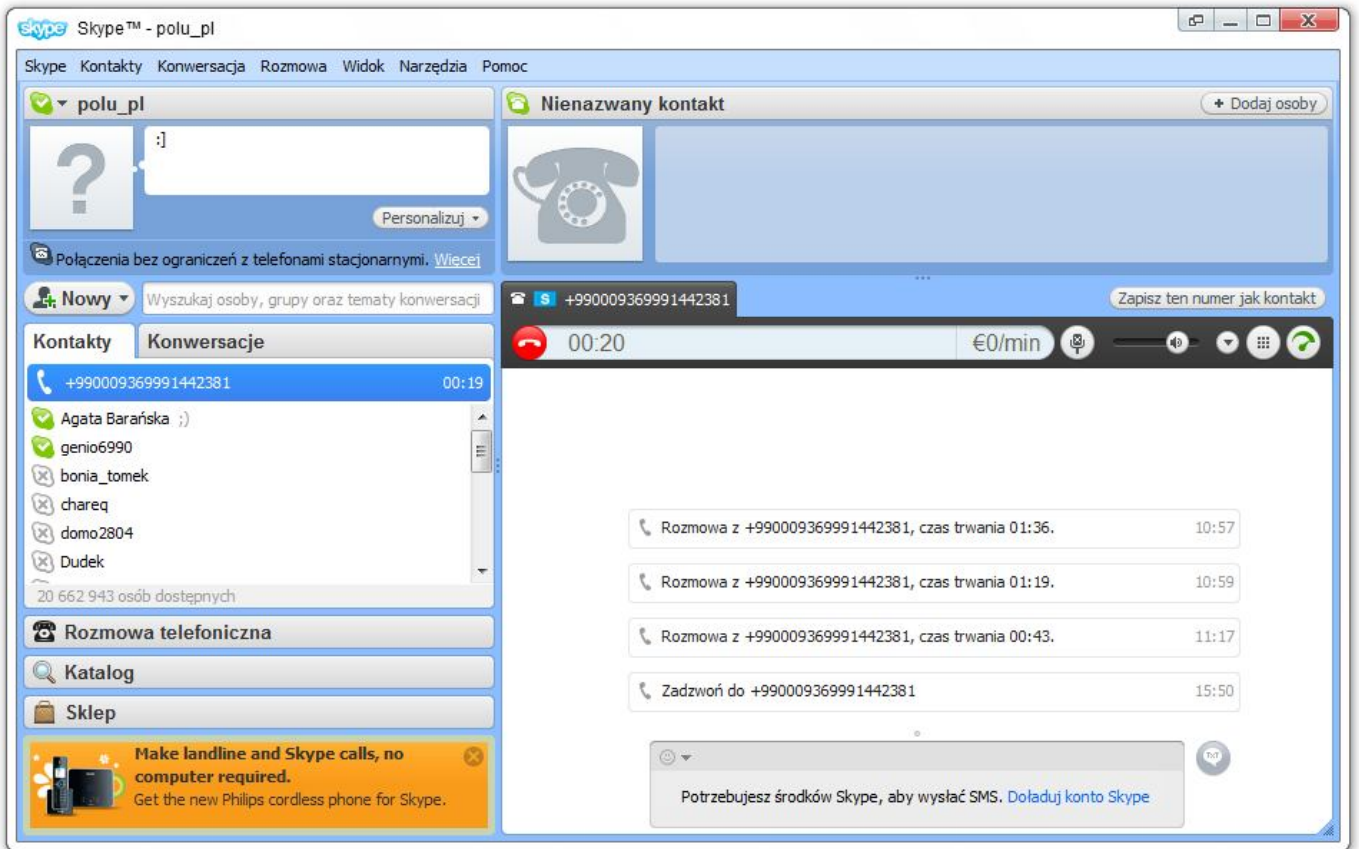 Skype™ - polu_pl
Skype Kontakty Konwersacja Rozmowa Widok Narzędzia Pomoc
polu_pl
:]
Personalizuj
Połączenia bez ograniczeń z telefonami stacjonarnymi. Więcej
Nowy
Wyszukaj osoby, grupy oraz tematy konwersacji
Kontakty Konwersacje
+990009369991442381 00:19
Agata Barańska ;)
genio6990
bonia_tomek
chareq
domo2804
Dudek
20 662 943 osób dostępnych
Rozmowa telefoniczna
Katalog
Sklep
Make landline and Skype calls, no
computer required.
Get the new Philips cordless phone for Skype.
Nienazwany kontakt
+ Dodaj osoby
S +990009369991442381
Zapisz ten numer jak kontakt
00:20 €0/min
Rozmowa z +990009369991442381, czas trwania 01:36. 10:57
Rozmowa z +990009369991442381, czas trwania 01:19. 10:59
Rozmowa z +990009369991442381, czas trwania 00:43. 11:17
Zadzwoń do +990009369991442381 15:50
Potrzebujesz środków Skype, aby wysłać SMS. Doładuj konto Skype